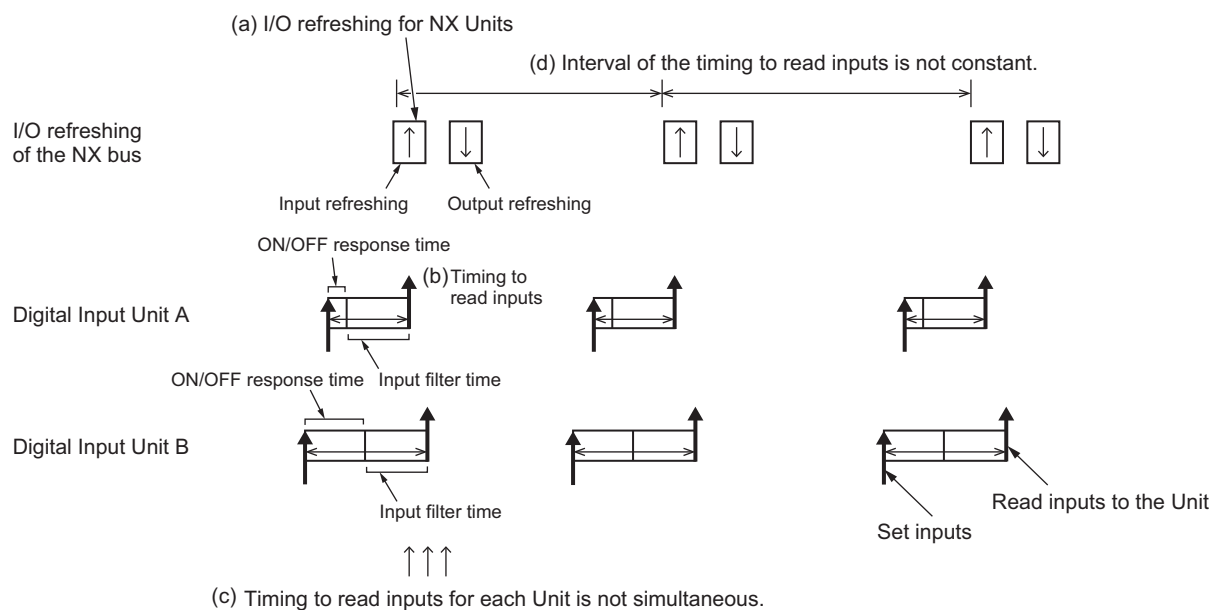 (a) I/O refreshing for NX Units
(d) Interval of the timing to read inputs is not constant.
I/O refreshing
of the NX bus
Input refreshing
Output refreshing
ON/OFF response time
(b) Timing to
read inputs
Digital Input Unit A
ON/OFF response time
Input filter time
Digital Input Unit B
Input filter time
Read inputs to the Unit
Set inputs
(c) Timing to read inputs for each Unit is not simultaneous.